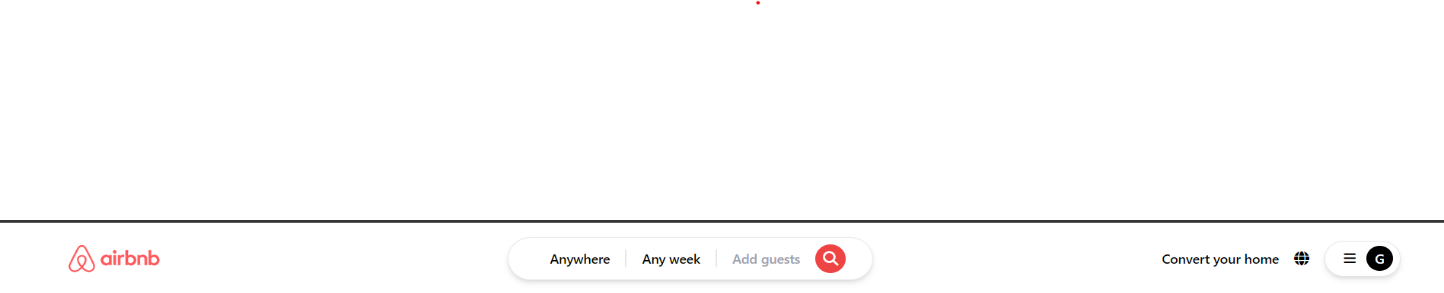 airbnb
Anywhere
Any week
Add guests
Convert your home
G